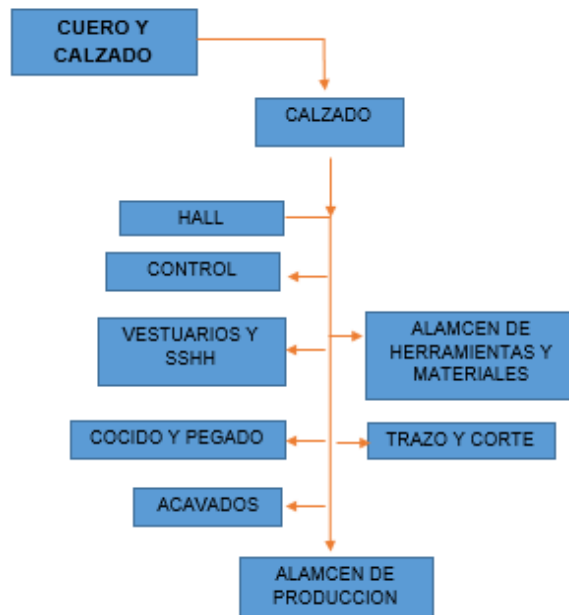 CUERO Y
CALZADO
CALZADO
HALL
CONTROL
VESTUARIOS Y
SSHH
ALAMCEN DE
HERRAMIENTAS Y
MATERIALES
COCIDO Y PEGADO
TRAZO Y CORTE
ACAVADOS
ALAMCEN DE
PRODUCCION